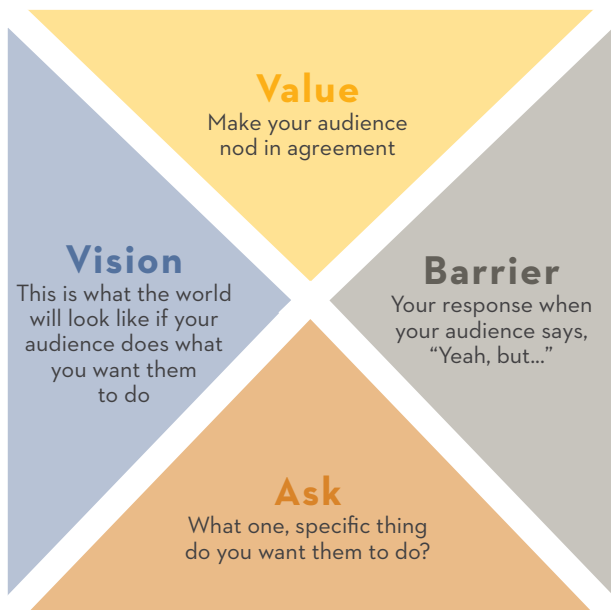 Value
Make your audience
nod in agreement
Vision
This is what the world
will look like if your
audience does what
you want them
to do
Barrier
Your response when
your audience says,
“Yeah, but...”
Ask
What one, specific thing
do you want them to do?